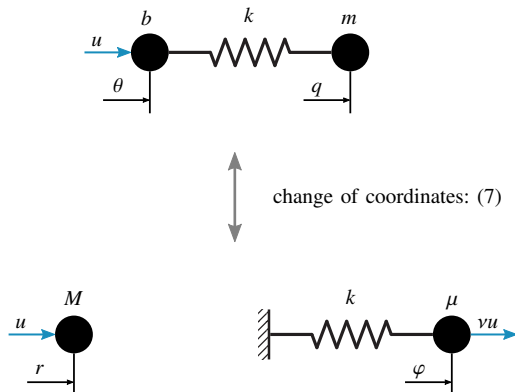 b k m
u
θ q
change of coordinates: (7)
M k μ
u νu
r φ